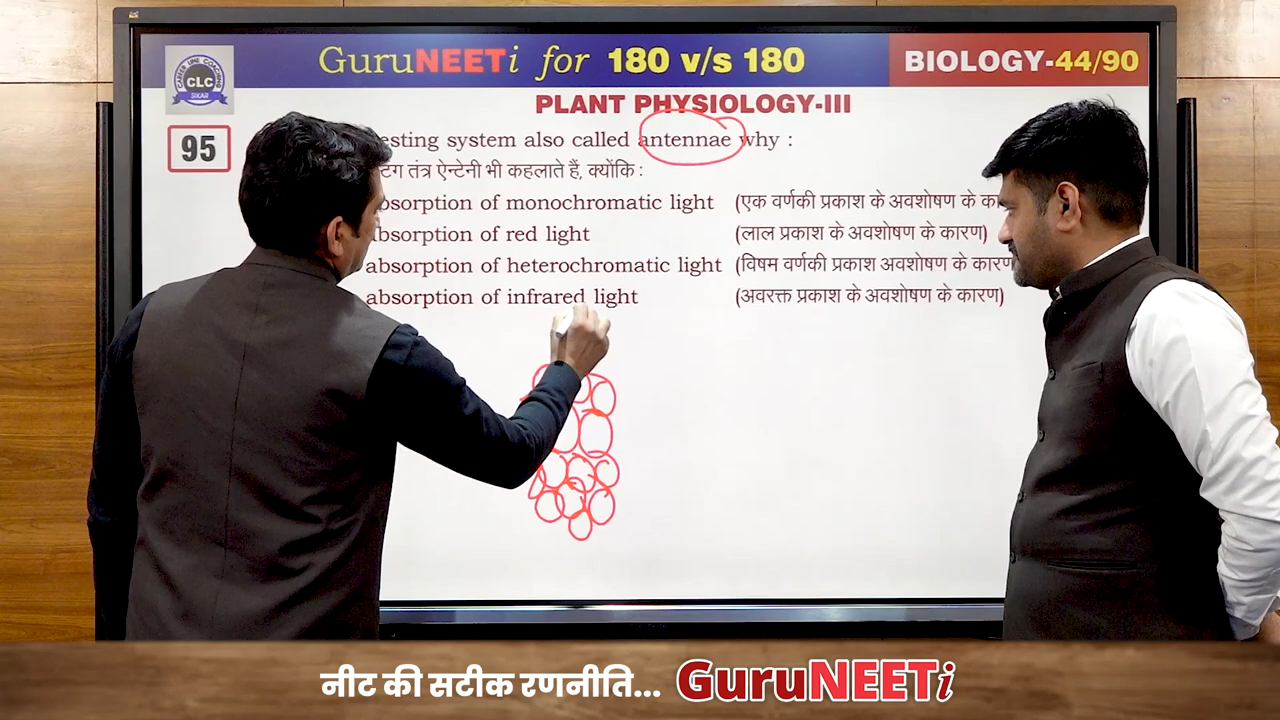 GuruNEETi for 180 v/s 180
BIOLOGY-44/90
CLC
SIKAR
PLANT PHYSIOLOGY-III
95
esting system also called antennae why :
तंत्र ऐन्टेनी भी कहलाते हैं, क्योंकि :
bsorption of monochromatic light (एक वर्णकी प्रकाश के अवशोषण के
bsorption of red light (लाल प्रकाश के अवशोषण के कारण)
absorption of heterochromatic light (विषम वर्णकी प्रकाश अवशोषण के कारण
absorption of infrared light (अवरक्त प्रकाश के अवशोषण के कारण)
नीट की सटीक रणनीति... GuruNEETi